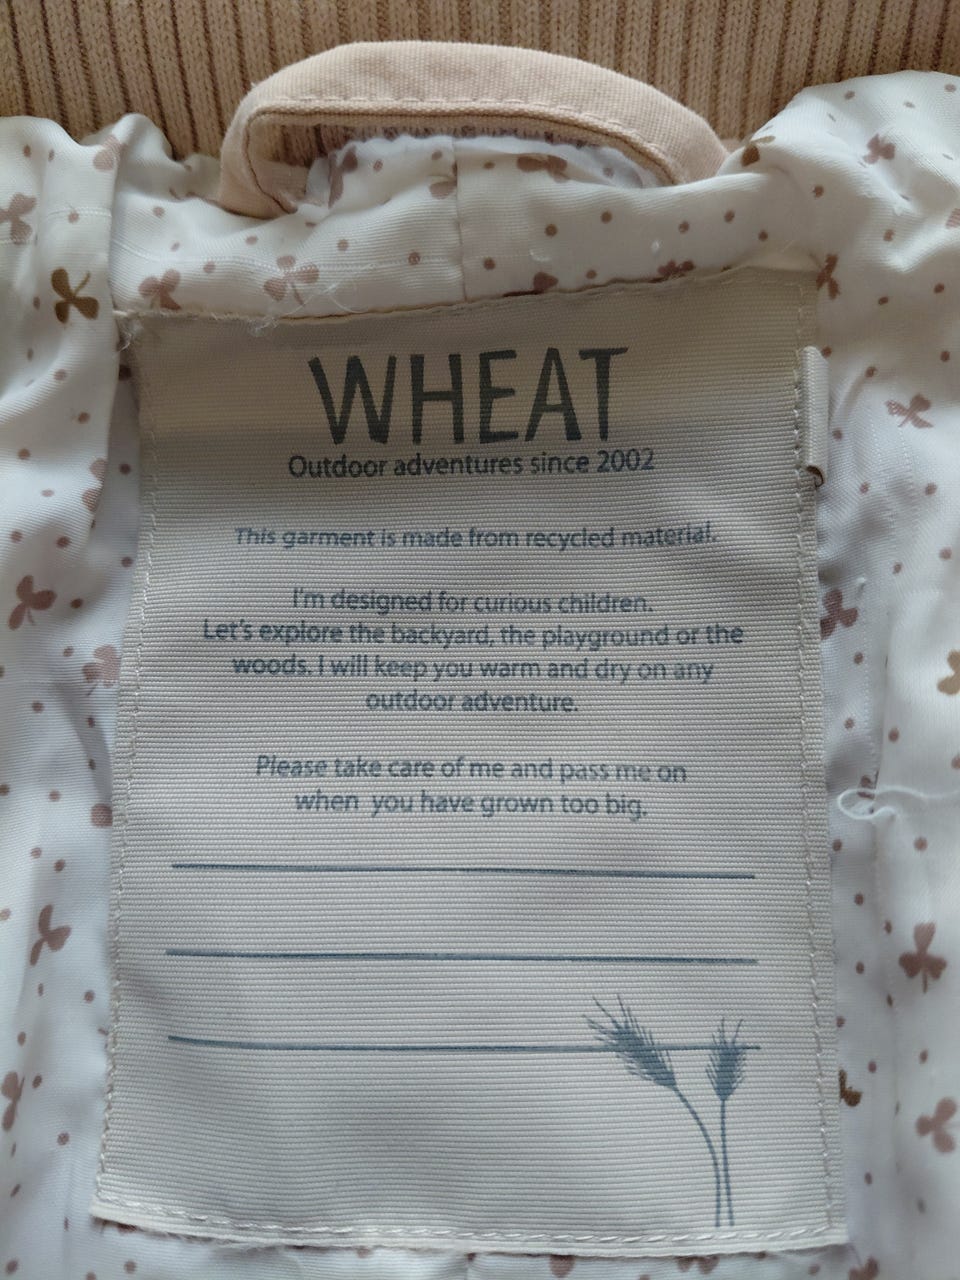 WHEAT
Outdoor adventures since 2002
This garment is made from recycled material.
I'm designed for curious children.
Let's explore the backyard, the playground or the
woods. I will keep you warm and dry on any
outdoor adventure.
Please take care of me and pass me on
when you have grown too big.